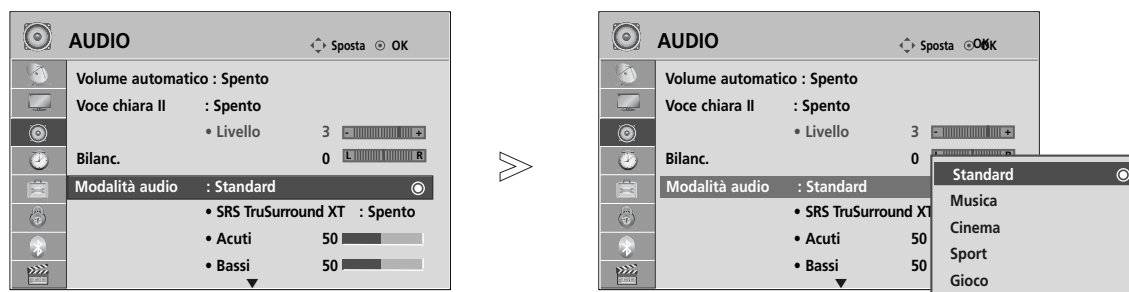 AUDIO
Sposta OK
Volume automatico : Spento
Voce chiara II : Spento
• Livello 3 - +
Bilanc. 0 L R
Modalità audio : Standard
• SRS TruSurround XT : Spento
• Acuti 50
• Bassi 50
>
AUDIO
Sposta OK
Volume automatico : Spento
Voce chiara II : Spento
• Livello 3 - +
Bilanc. 0
Modalità audio : Standard
• SRS TruSurround XT
• Acuti 50
• Bassi 50
Standard
Musica
Cinema
Sport
Gioco